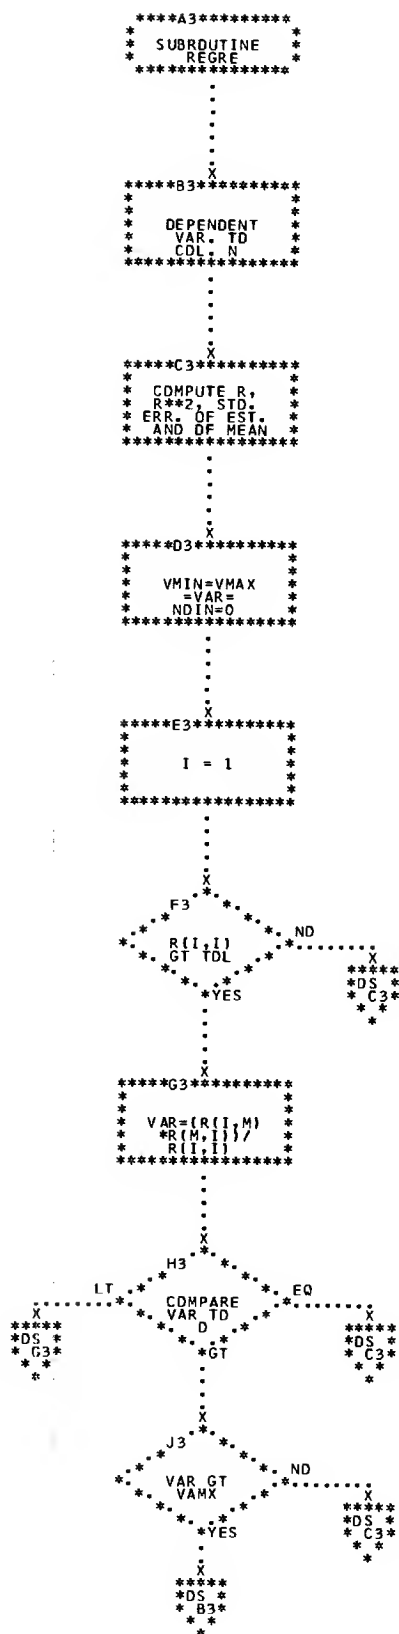 A3
SUBROUTINE
REGRE
X
B3
DEPENDENT
VAR. TO
COL. N
X
C3
COMPUTE R,
R**2, STD.
ERR. OF EST.
AND OF MEAN
X
D3
VMIN=VMAX
=VAR=
NOIN=0
X
E3
I = 1
X
F3
R(I,I)
GT TOL
NO
X
DS
C3
YES
X
G3
VAR=(R(I,M)
*R(M,I))/
R(I,I)
X
H3
LT
COMPARE
VAR TO
O
EQ
X
DS
G3
X
DS
C3
GT
X
J3
VAR GT
VAMX
NO
X
DS
C3
YES
X
DS
B3